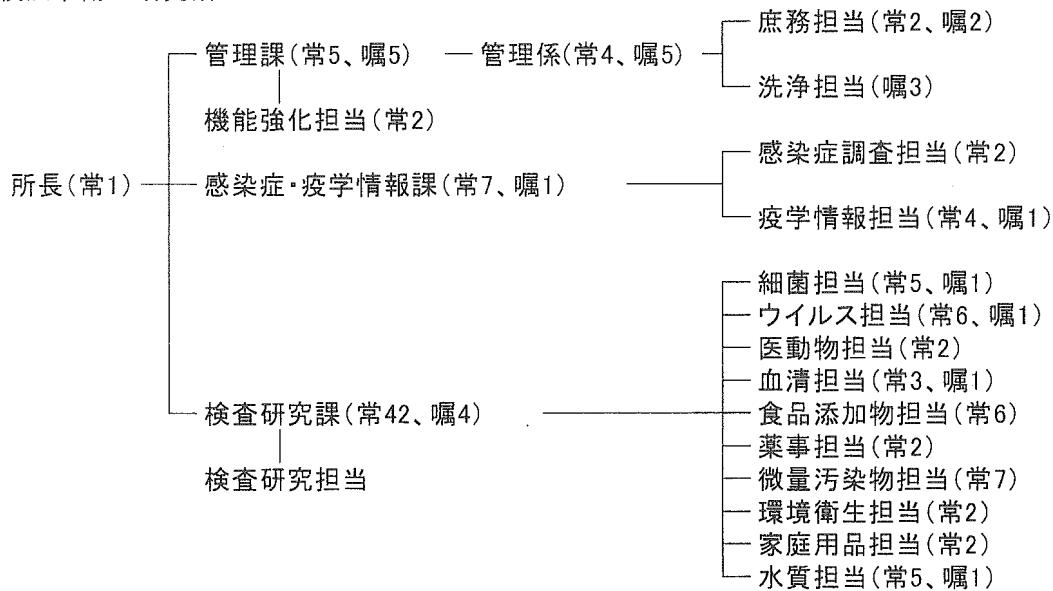 所長(常1)
管理課(常5、嘱5)
機能強化担当(常2)
管理係(常4、嘱5)
庶務担当(常2、嘱2)
洗浄担当(嘱3)
感染症・疫学情報課(常7、嘱1)
感染症調査担当(常2)
疫学情報担当(常4、嘱1)
検査研究課(常42、嘱4)
検査研究担当
細菌担当(常5、嘱1)
ウイルス担当(常6、嘱1)
医動物担当(常2)
血清担当(常3、嘱1)
食品添加物担当(常6)
薬事担当(常2)
微量汚染物担当(常7)
環境衛生担当(常2)
家庭用品担当(常2)
水質担当(常5、嘱1)